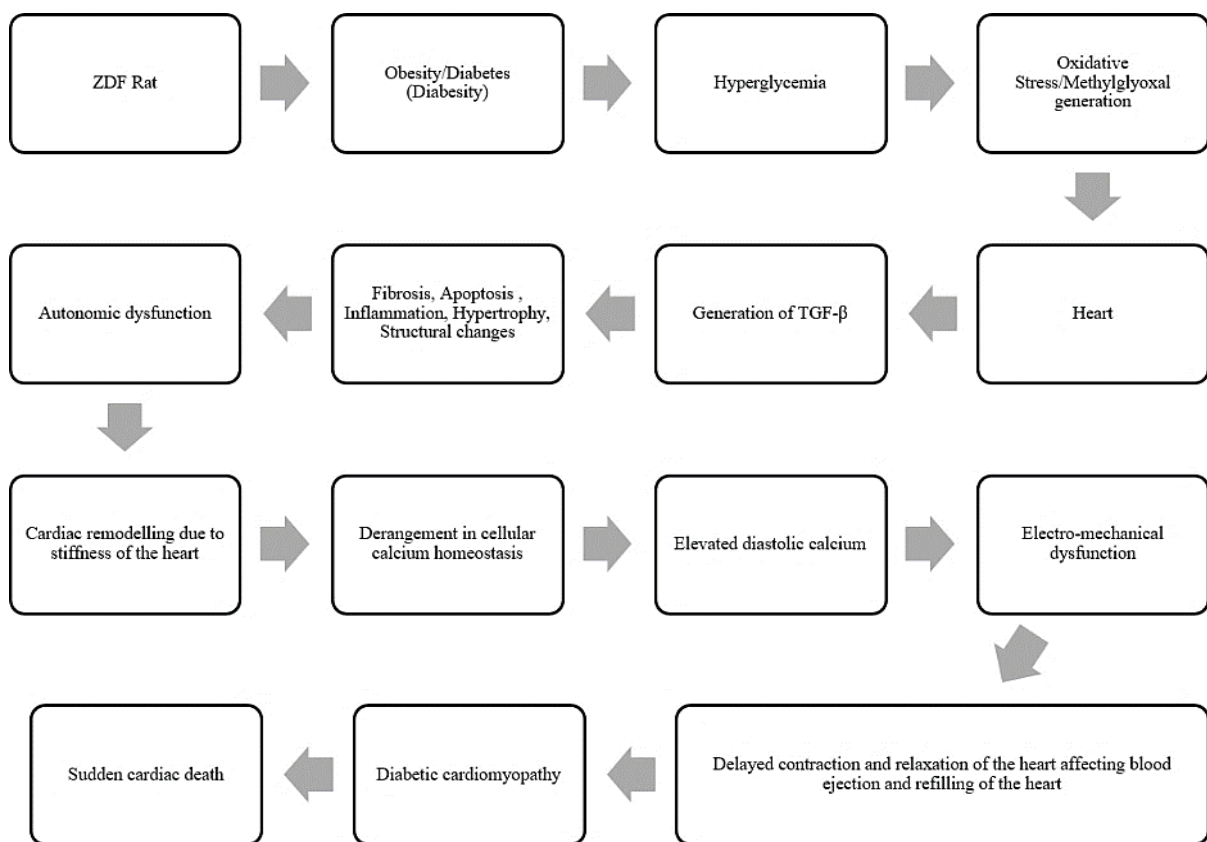 ZDF Rat
Obesity/Diabetes
(Diabesity)
Hyperglycemia
Oxidative
Stress/Methylglyoxal
generation
Heart
Generation of TGF-β
Fibrosis, Apoptosis ,
Inflammation, Hypertrophy,
Structural changes
Autonomic dysfunction
Cardiac remodelling due to
stiffness of the heart
Derangement in cellular
calcium homeostasis
Elevated diastolic calcium
Electro-mechanical
dysfunction
Delayed contraction and relaxation of the heart affecting blood
ejection and refilling of the heart
Diabetic cardiomyopathy
Sudden cardiac death